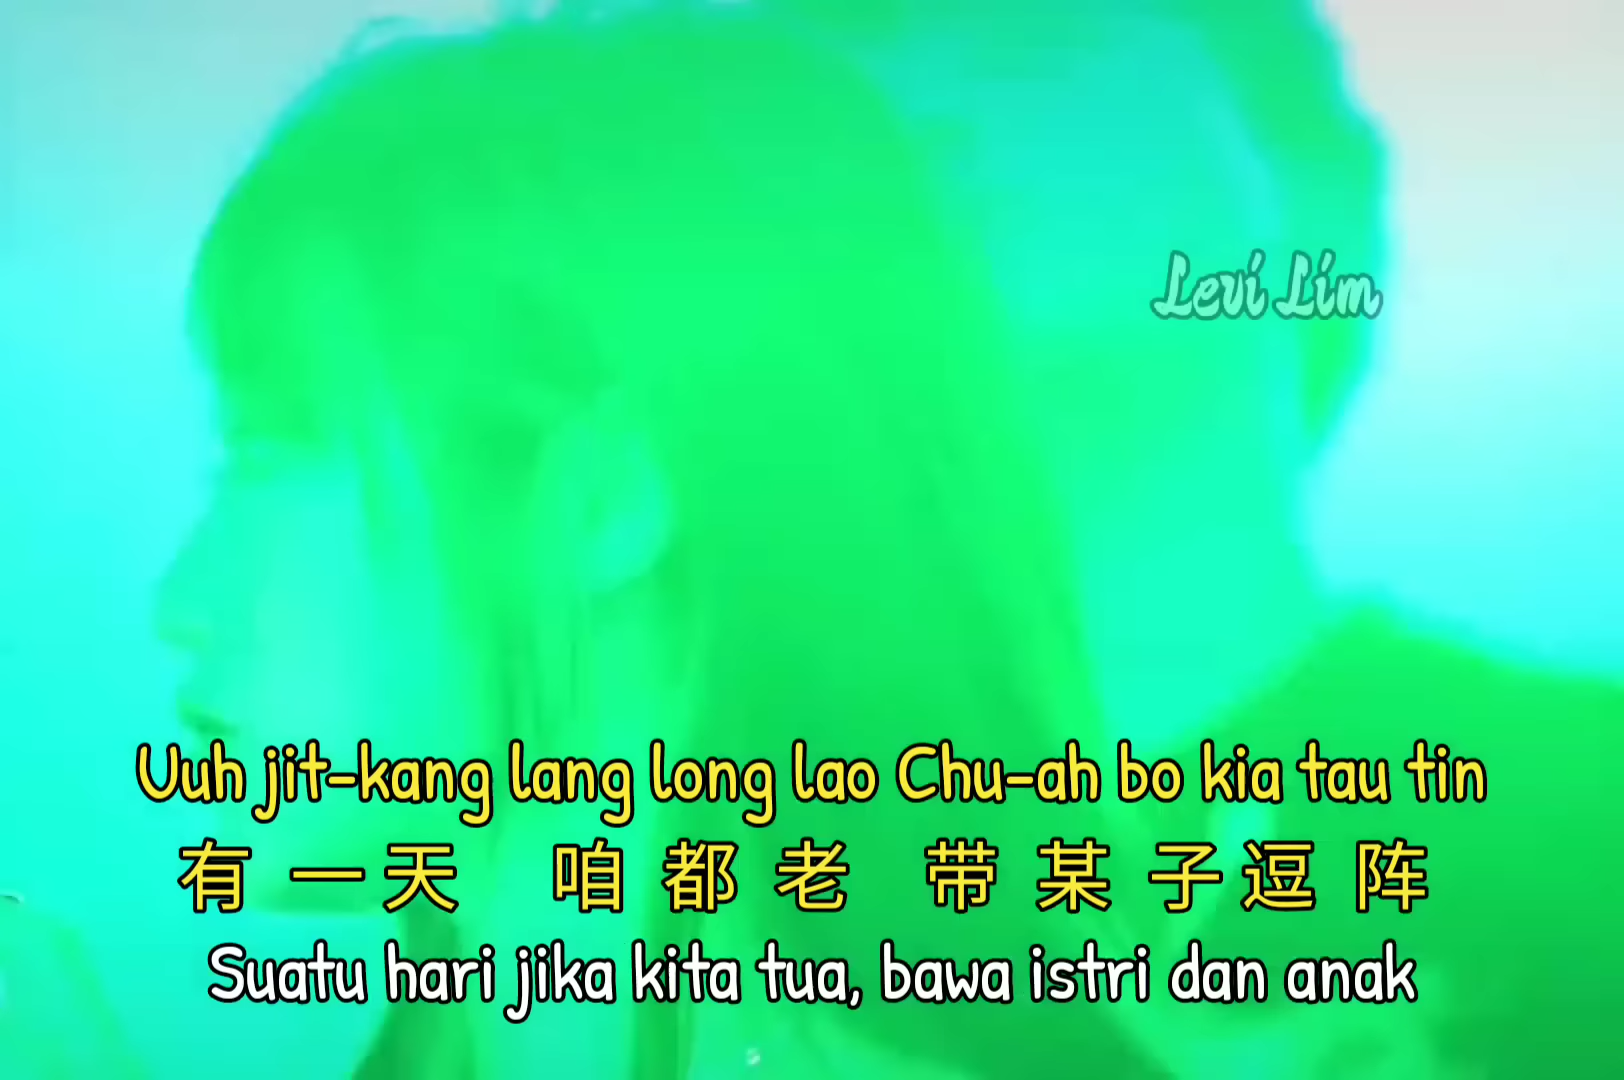 Levi Lim
Uuh jit-kang lang long lao Chu-ah bo kia tau tin
有 一 天 咱 都 老 带 某 子 逗 阵
Suatu hari jika kita tua, bawa istri dan anak